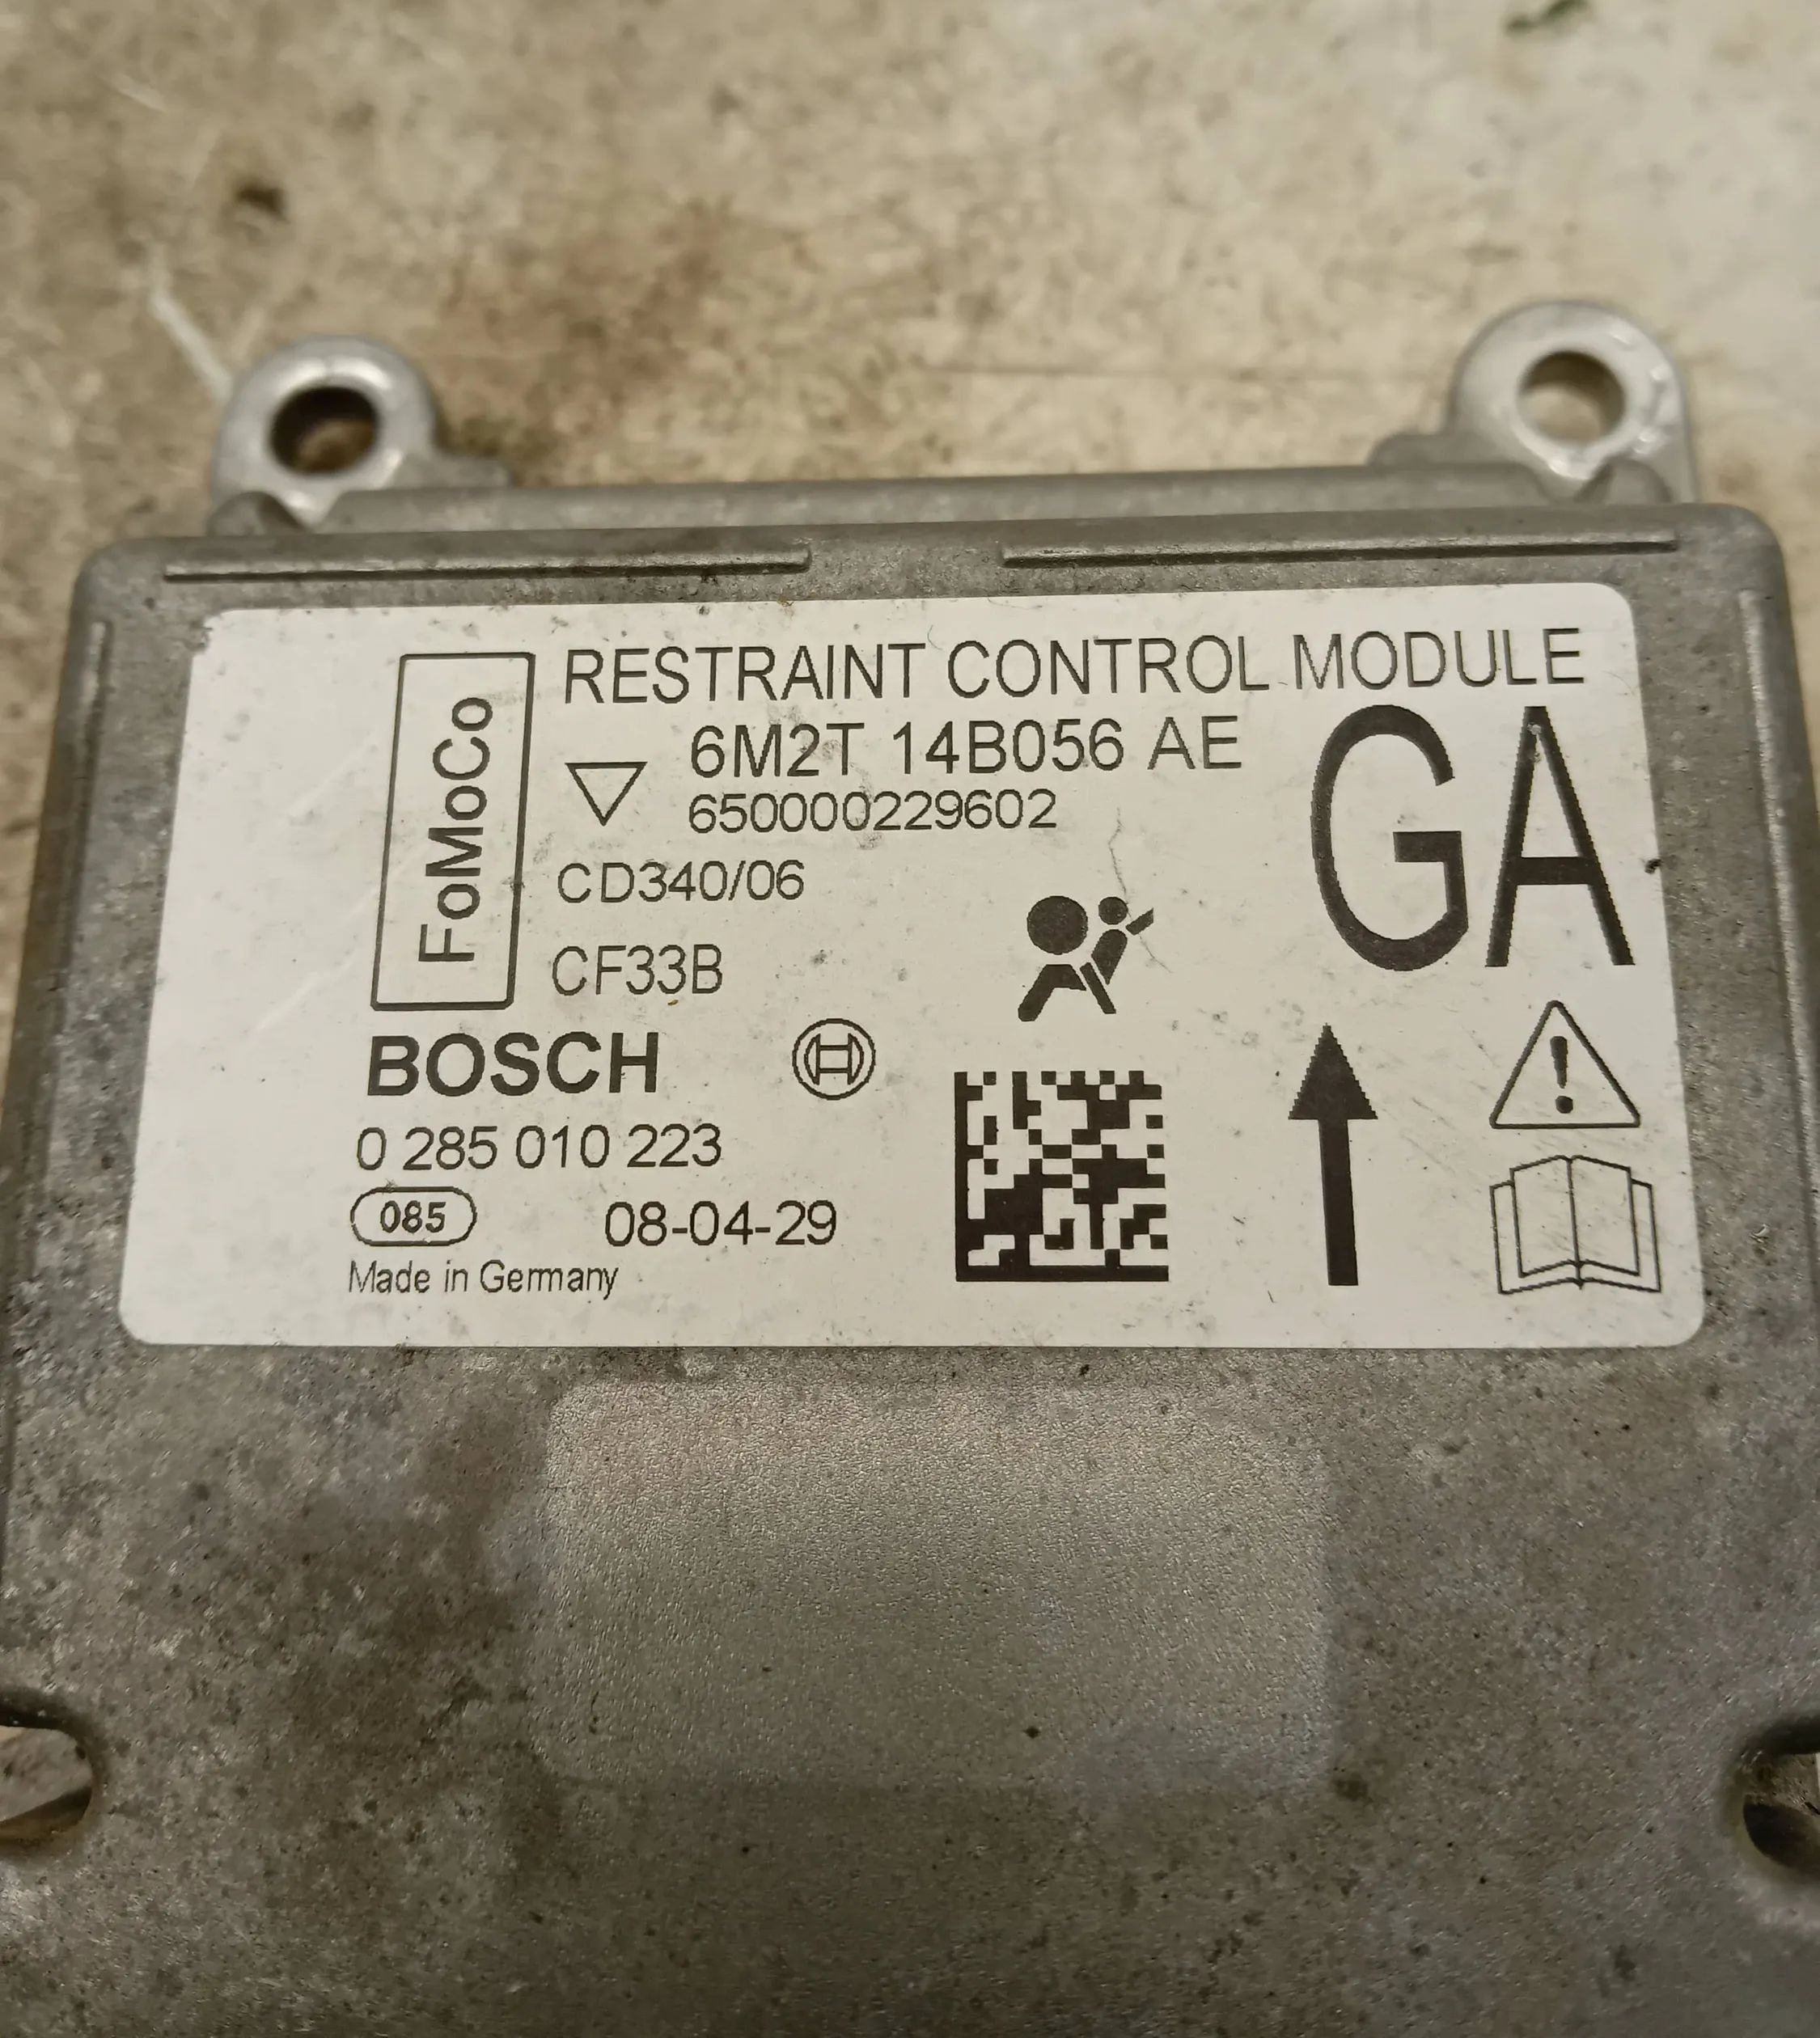 FoMoCo
RESTRAINT CONTROL MODULE
6M2T 14B056 AE
650000229602
GA
CD340/06
CF33B
BOSCH
0 285 010 223
085
08-04-29
Made in Germany